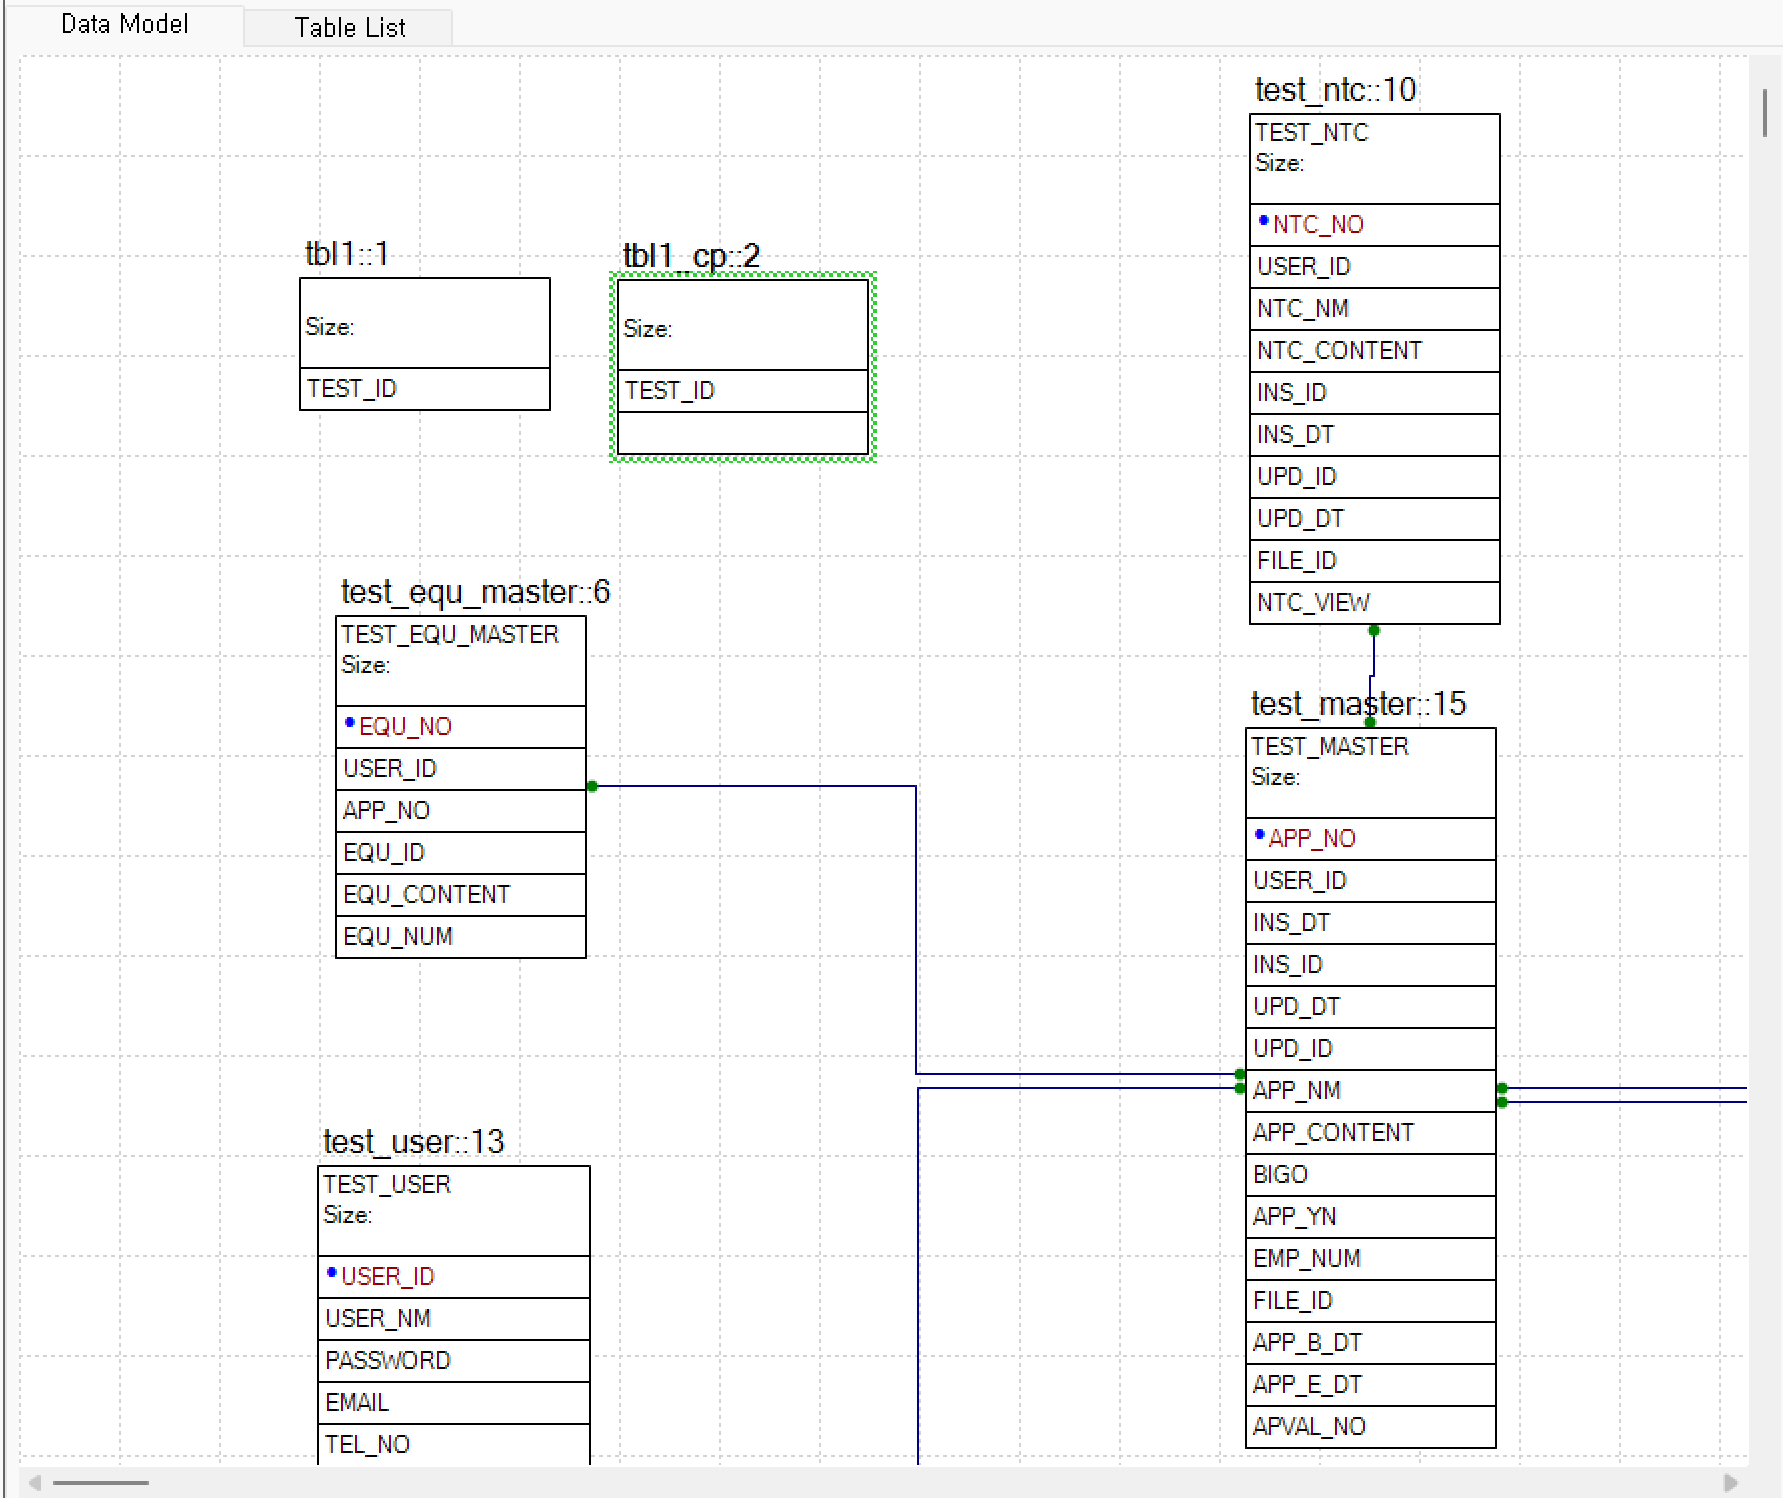 Data Model
Table List
test_ntc::10
TEST_NTC
Size:
NTC_NO
USER_ID
NTC_NM
NTC_CONTENT
INS_ID
INS_DT
UPD_ID
UPD_DT
FILE_ID
NTC_VIEW
tbl1::1
Size:
TEST_ID
tbl1_cp::2
Size:
TEST_ID
test_equ_master::6
TEST_EQU_MASTER
Size:
EQU_NO
USER_ID
APP_NO
EQU_ID
EQU_CONTENT
EQU_NUM
test_master::15
TEST_MASTER
Size:
APP_NO
USER_ID
INS_DT
INS_ID
UPD_DT
UPD_ID
APP_NM
APP_CONTENT
BIGO
APP_YN
EMP_NUM
FILE_ID
APP_B_DT
APP_E_DT
APVAL_NO
test_user::13
TEST_USER
Size:
USER_ID
USER_NM
PASSWORD
EMAIL
TEL_NO